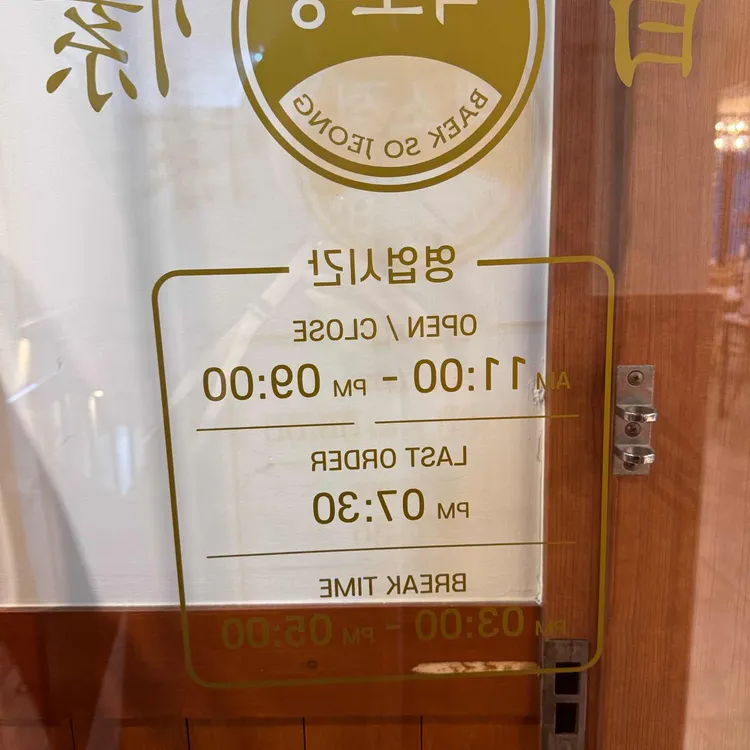 BAEK SO JEONG
영업시간
OPEN / CLOSE
AM 11:00 - PM 09:00
LAST ORDER
PM 07:30
BREAK TIME
PM 03:00 - PM 05:00